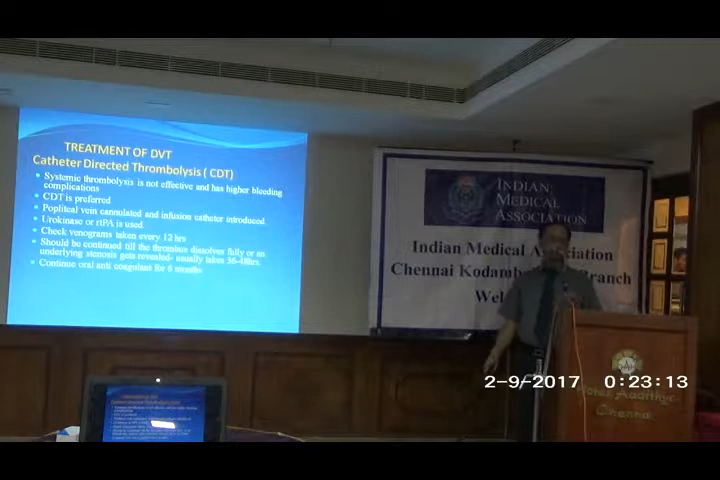 TREATMENT OF DVT
Catheter Directed Thrombolysis ( CDT)
Systemic thrombolysis is not effective and has higher bleeding
complications
CDT is preferred
Popliteal vein cannulated and infusion catheter introduced
Urokinase or rtPA is used.
Check venograms taken every 12 hrs
Should be continued till the thrombus dissolves fully or an
underlying stenosis gets revealed- usually takes 36-48hrs.
Continue oral anti coagulant for 6 months
INDIAN
MEDICAL
ASSOCIATION
Indian Medical Association
Chennai Branch
2-9-2017 0:23:13
Chennai